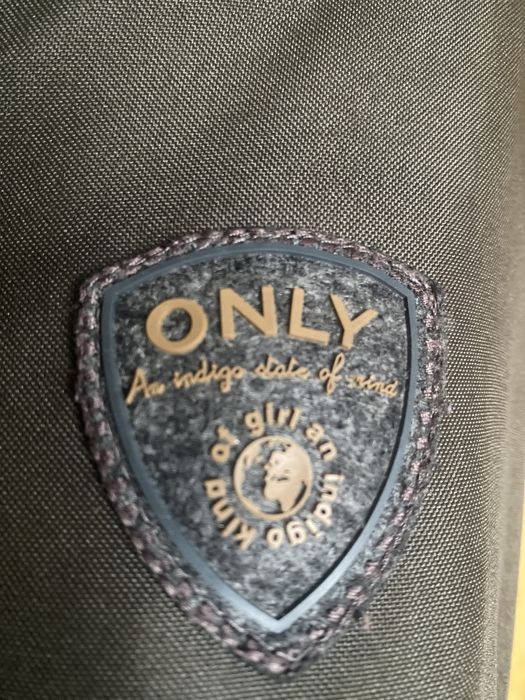 ONLY
An indigo state of mind
an indigo kind of girl